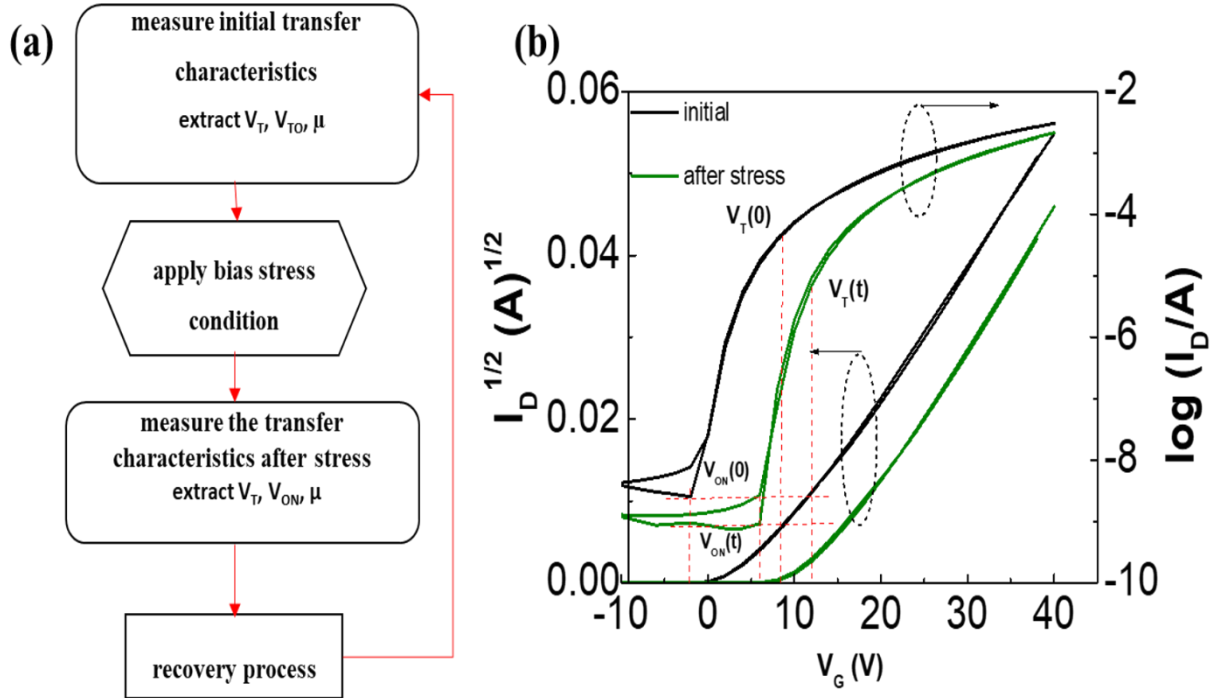 (a)
measure initial transfer
characteristics
extract V_T, V_TO, μ
apply bias stress
condition
measure the transfer
characteristics after stress
extract V_T, V_ON, μ
recovery process
(b)
0.06
0.04
0.02
0.00
I_D^1/2 (A)^1/2
initial
after stress
V_T(0)
V_T(t)
V_ON(0)
V_ON(t)
-2
-4
-6
-8
-10
log (I_D/A)
-10 0 10 20 30 40
V_G (V)